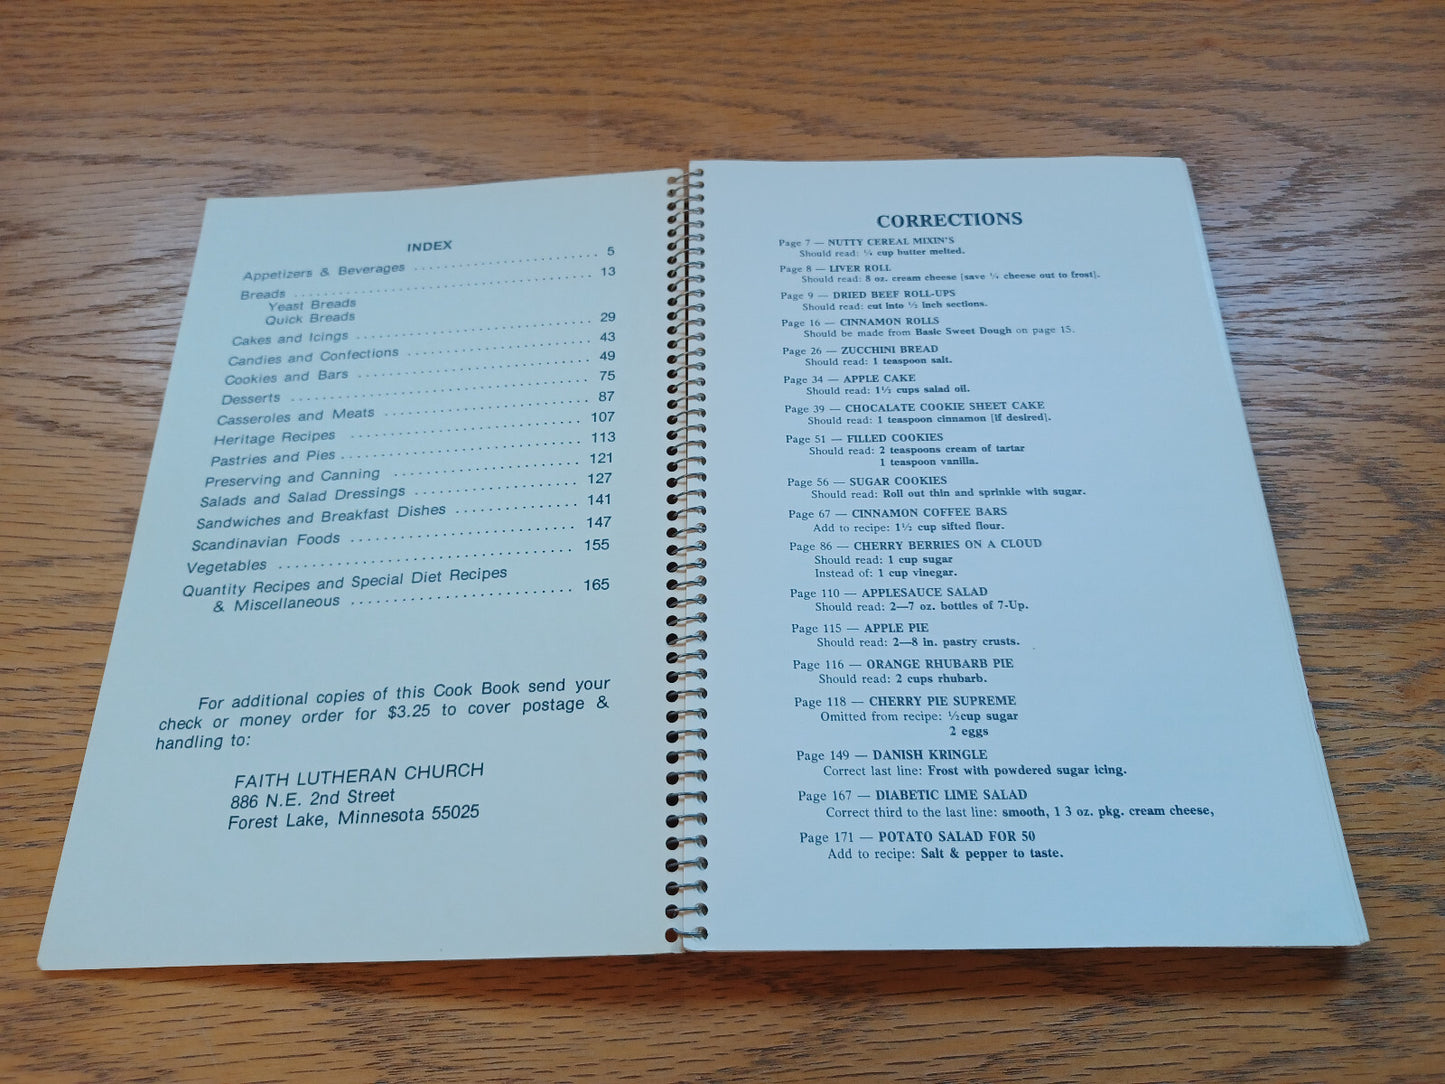 INDEX
Appetizers & Beverages . . . . . . . . . . . . . . . . . . . . . . . . 5
Breads . . . . . . . . . . . . . . . . . . . . . . . . . . . . . . . . . . . . . . 13
Yeast Breads
Quick Breads
Cakes and Icings . . . . . . . . . . . . . . . . . . . . . . . . . . . . . 29
Candies and Confections . . . . . . . . . . . . . . . . . . . . . . 43
Cookies and Bars . . . . . . . . . . . . . . . . . . . . . . . . . . . . 49
Desserts . . . . . . . . . . . . . . . . . . . . . . . . . . . . . . . . . . . . 75
Casseroles and Meats . . . . . . . . . . . . . . . . . . . . . . . . . 87
Heritage Recipes . . . . . . . . . . . . . . . . . . . . . . . . . . . . 107
Pastries and Pies . . . . . . . . . . . . . . . . . . . . . . . . . . . . . 113
Preserving and Canning . . . . . . . . . . . . . . . . . . . . . . . 121
Salads and Salad Dressings . . . . . . . . . . . . . . . . . . . . 127
Sandwiches and Breakfast Dishes . . . . . . . . . . . . . . . 141
Scandinavian Foods . . . . . . . . . . . . . . . . . . . . . . . . . . . 147
Vegetables . . . . . . . . . . . . . . . . . . . . . . . . . . . . . . . . . . . 155
Quantity Recipes and Special Diet Recipes
& Miscellaneous . . . . . . . . . . . . . . . . . . . . . . . . . . . 165
For additional copies of this Cook Book send your
check or money order for $3.25 to cover postage &
handling to:
FAITH LUTHERAN CHURCH
886 N.E. 2nd Street
Forest Lake, Minnesota 55025
CORRECTIONS
Page 7 — NUTTY CEREAL MIXIN'S
Should read: ¼ cup butter melted.
Page 8 — LIVER ROLL
Should read: 8 oz. cream cheese [save ¼ cheese out to frost].
Page 9 — DRIED BEEF ROLL-UPS
Should read: cut into ½ inch sections.
Page 16 — CINNAMON ROLLS
Should be made from Basic Sweet Dough on page 15.
Page 26 — ZUCCHINI BREAD
Should read: 1 teaspoon salt.
Page 34 — APPLE CAKE
Should read: 1½ cups salad oil.
Page 39 — CHOCALATE COOKIE SHEET CAKE
Should read: 1 teaspoon cinnamon [if desired].
Page 51 — FILLED COOKIES
Should read: 2 teaspoons cream of tartar
1 teaspoon vanilla.
Page 56 — SUGAR COOKIES
Should read: Roll out thin and sprinkle with sugar.
Page 67 — CINNAMON COFFEE BARS
Add to recipe: 1½ cup sifted flour.
Page 86 — CHERRY BERRIES ON A CLOUD
Should read: 1 cup sugar
Instead of: 1 cup vinegar.
Page 110 — APPLESAUCE SALAD
Should read: 2—7 oz. bottles of 7-Up.
Page 115 — APPLE PIE
Should read: 2—8 in. pastry crusts.
Page 116 — ORANGE RHUBARB PIE
Should read: 2 cups rhubarb.
Page 118 — CHERRY PIE SUPREME
Omitted from recipe: ½cup sugar
2 eggs
Page 149 — DANISH KRINGLE
Correct last line: Frost with powdered sugar icing.
Page 167 — DIABETIC LIME SALAD
Correct third to the last line: smooth, 1 3 oz. pkg. cream cheese,
Page 171 — POTATO SALAD FOR 50
Add to recipe: Salt & pepper to taste.